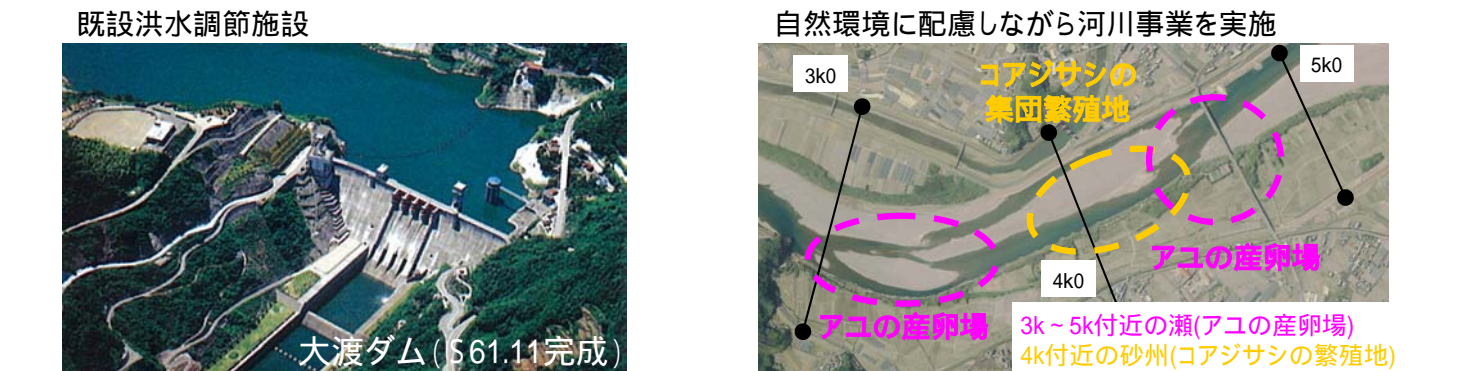 既設洪水調節施設
大渡ダム(S61.11完成)
自然環境に配慮しながら河川事業を実施
3k0
コアジサシの
集団繁殖地
5k0
アユの産卵場
4k0
アユの産卵場
3k~5k付近の瀬(アユの産卵場)
4k付近の砂州(コアジサシの繁殖地)